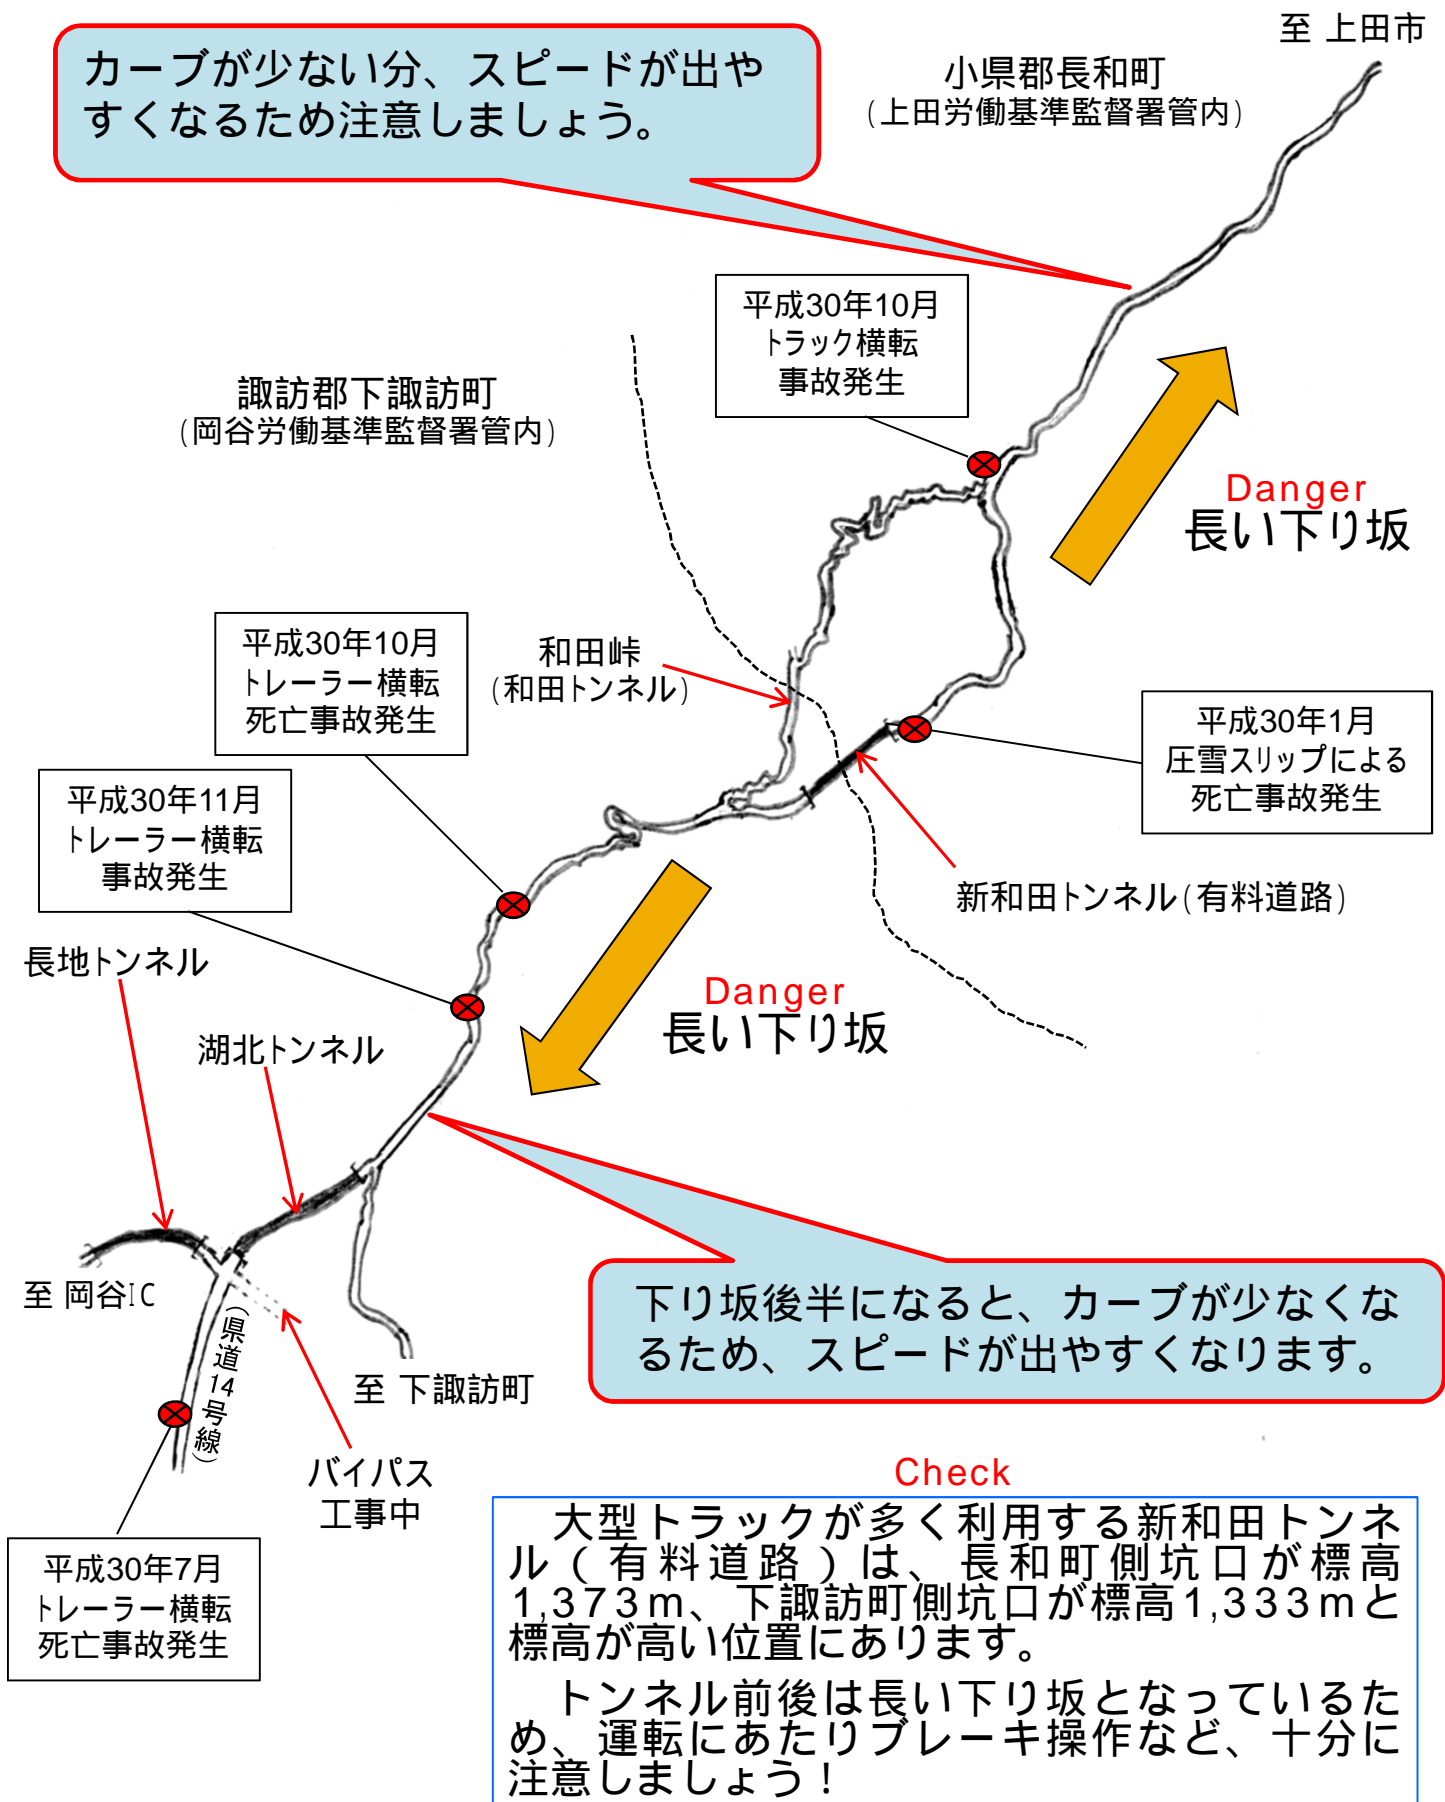 至 上田市
カーブが少ない分、スピードが出や
すくなるため注意しましょう。
小県郡長和町
(上田労働基準監督署管内)
平成30年10月
トラック横転
事故発生
諏訪郡下諏訪町
(岡谷労働基準監督署管内)
Danger
長い下り坂
平成30年10月
トレーラー横転
死亡事故発生
和田峠
(和田トンネル)
平成30年1月
圧雪スリップによる
死亡事故発生
平成30年11月
トレーラー横転
事故発生
新和田トンネル(有料道路)
長地トンネル
Danger
長い下り坂
湖北トンネル
至 岡谷IC
(県道14号線)
至 下諏訪町
下り坂後半になると、カーブが少なくな
るため、スピードが出やすくなります。
バイパス
工事中
平成30年7月
トレーラー横転
死亡事故発生
Check
大型トラックが多く利用する新和田トンネ
ル(有料道路)は、長和町側坑口が標高
1,373m、下諏訪町側坑口が標高1,333mと
標高が高い位置にあります。
トンネル前後は長い下り坂となっているた
め、運転にあたりブレーキ操作など、十分に
注意しましょう！